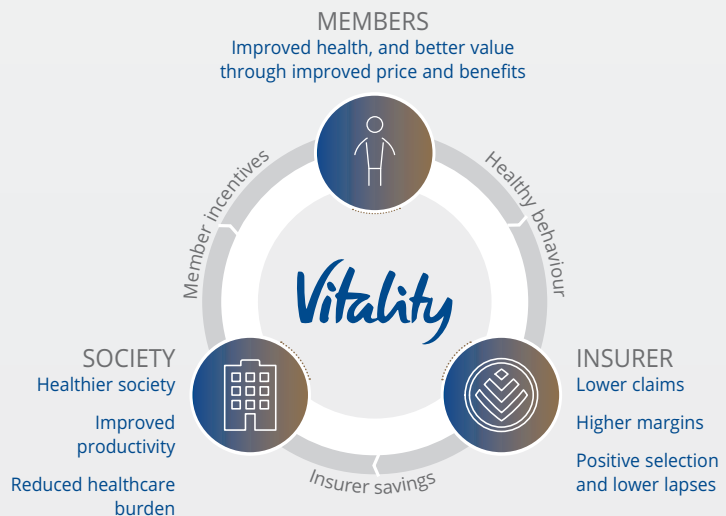 MEMBERS
Improved health, and better value
through improved price and benefits
Member incentives
Healthy behaviour
Vitality
SOCIETY
Healthier society
Improved
productivity
Reduced healthcare
burden
INSURER
Lower claims
Higher margins
Positive selection
and lower lapses
Insurer savings